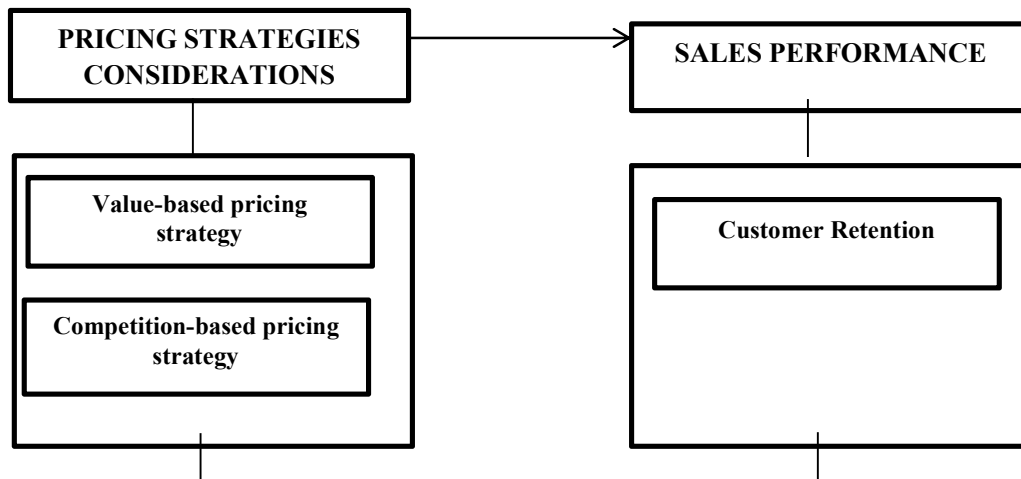 PRICING STRATEGIES
CONSIDERATIONS
SALES PERFORMANCE
Value-based pricing
strategy
Competition-based pricing
strategy
Customer Retention